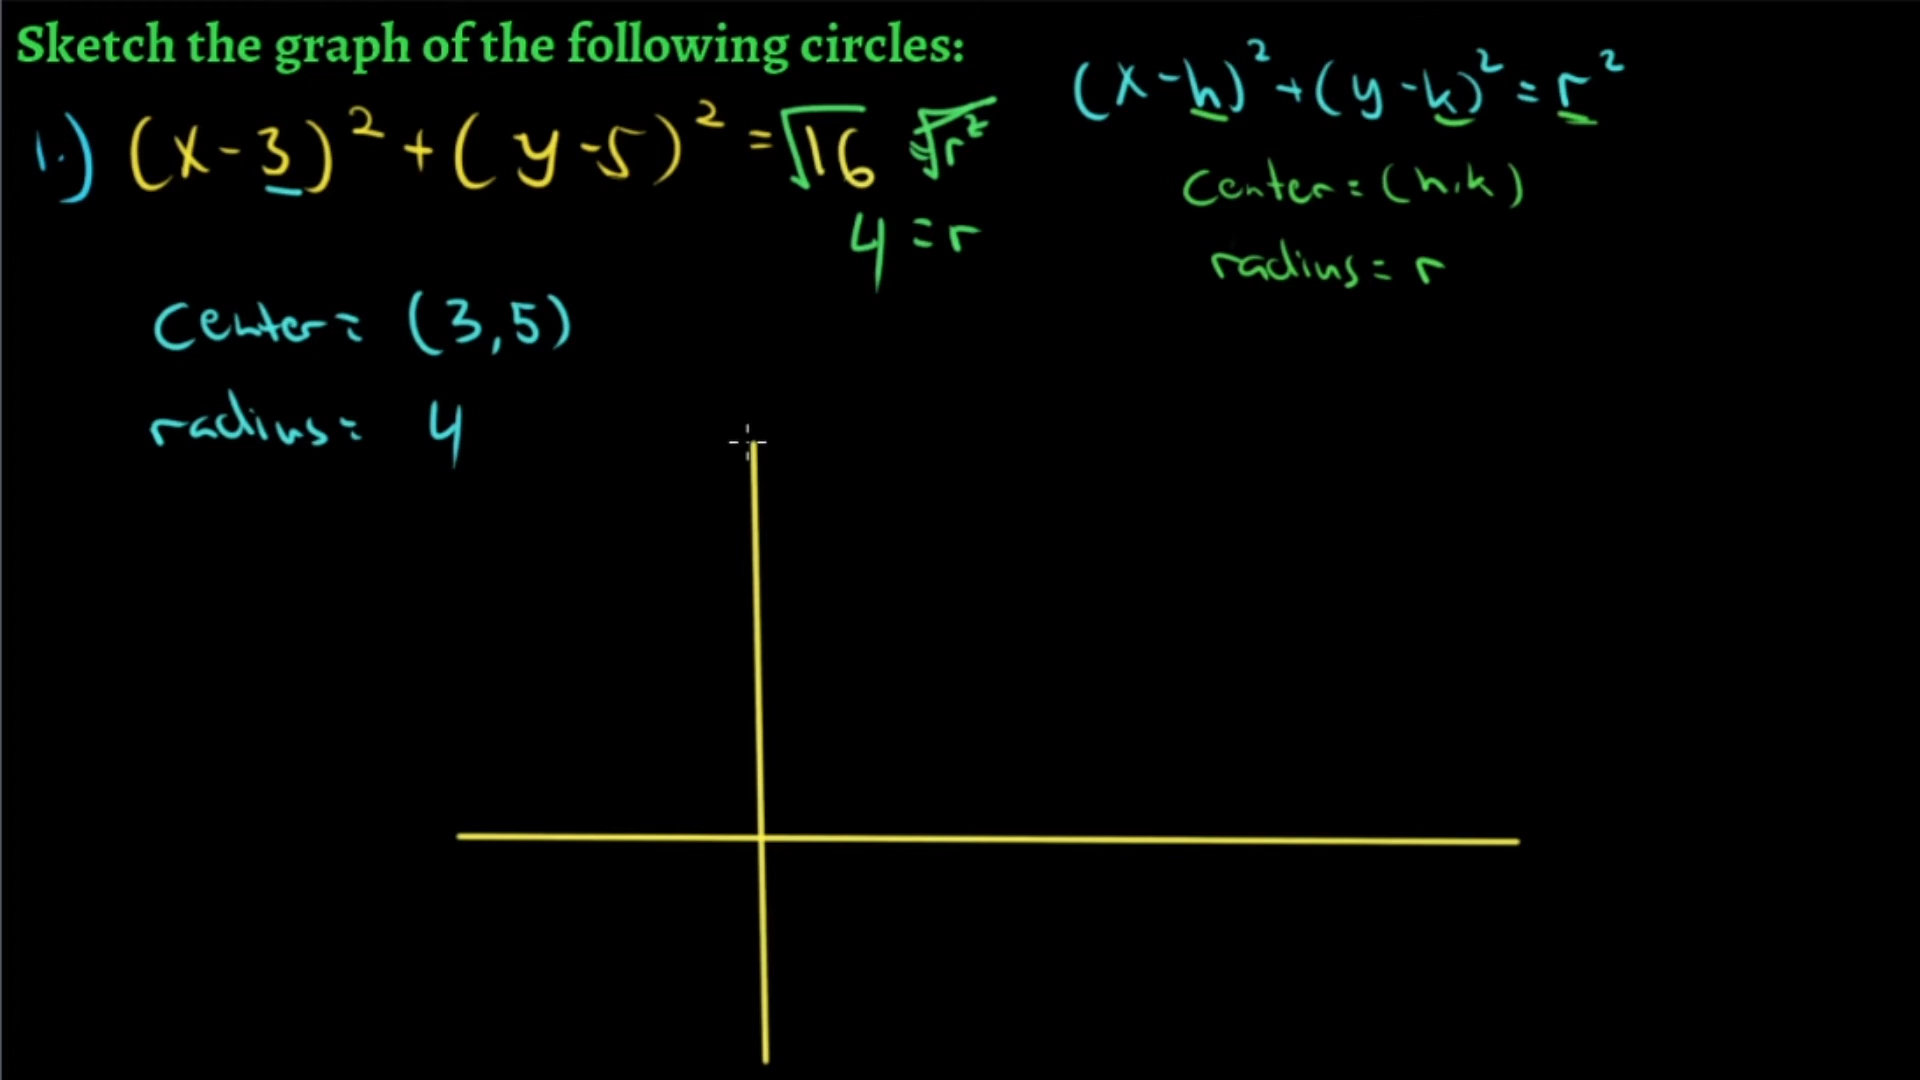 Sketch the graph of the following circles:
(x-h)² + (y-k)² = r²
1.) (x-3)² + (y-5)² = √16 √r²
Center = (h,k)
4 = r
radius = r
Center = (3,5)
radius = 4